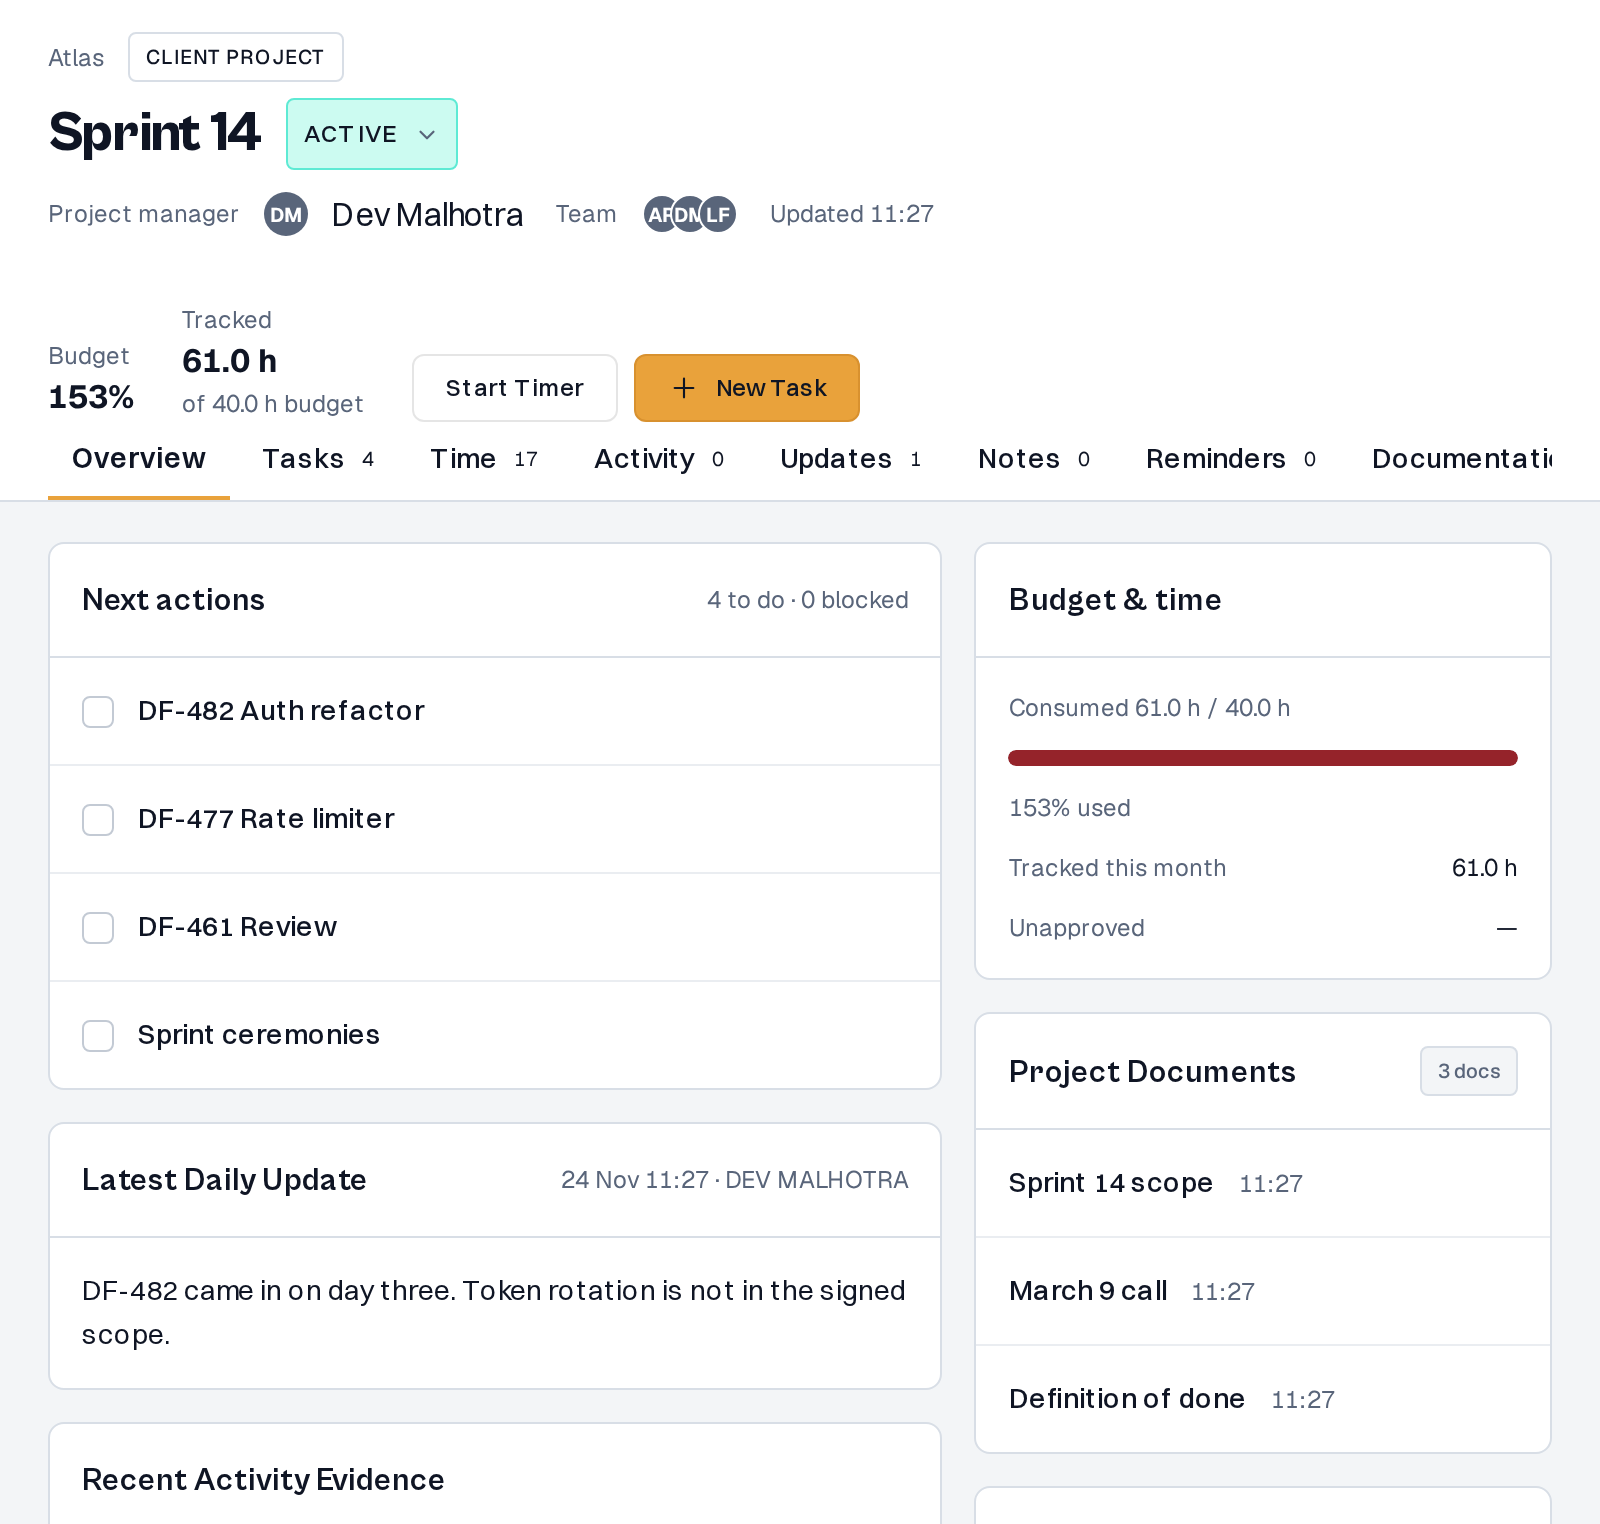 Atlas CLIENT PROJECT
Sprint 14 ACTIVE
Project manager DM Dev Malhotra Team DM LF Updated 11:27
Tracked
Budget 61.0 h
153% of 40.0 h budget
Start Timer New Task
Overview Tasks 4 Time 17 Activity 0 Updates 1 Notes 0 Reminders 0
Next actions 4 to do · 0 blocked
DF-482 Auth refactor
DF-477 Rate limiter
DF-461 Review
Sprint ceremonies
Latest Daily Update 24 Nov 11:27 · DEV MALHOTRA
DF-482 came in on day three. Token rotation is not in the signed
scope.
Recent Activity Evidence
Budget & time
Consumed 61.0 h / 40.0 h
153% used
Tracked this month 61.0 h
Unapproved —
Project Documents 3 docs
Sprint 14 scope 11:27
March 9 call 11:27
Definition of done 11:27